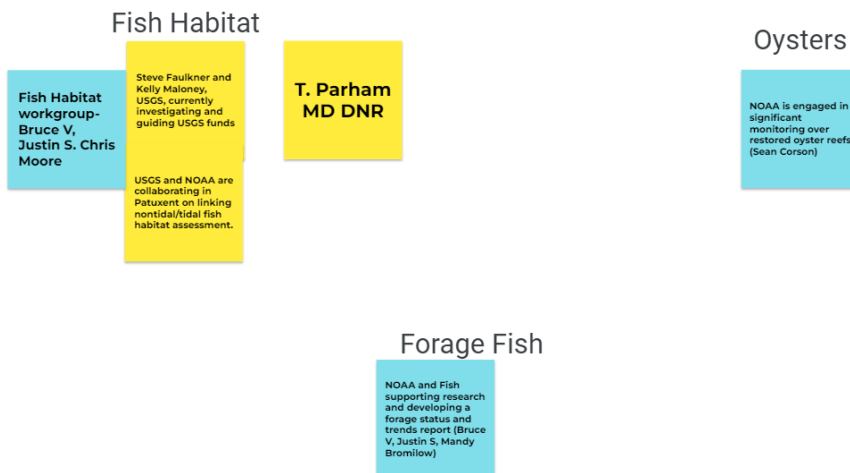 Fish Habitat
Fish Habitat
workgroup-
Bruce V,
Justin S. Chris
Moore
Steve Faulkner and
Kelly Maloney,
USGS, currently
investigating and
guiding USGS funds
USGS and NOAA are
collaborating in
Patuxent on linking
nontidal/tidal fish
habitat assessment.
T. Parham
MD DNR
Oysters
NOAA is engaged in
significant
monitoring over
restored oyster reefs
(Sean Corson)
Forage Fish
NOAA and Fish
supporting research
and developing a
forage status and
trends report (Bruce
V, Justin S, Mandy
Bromilow)